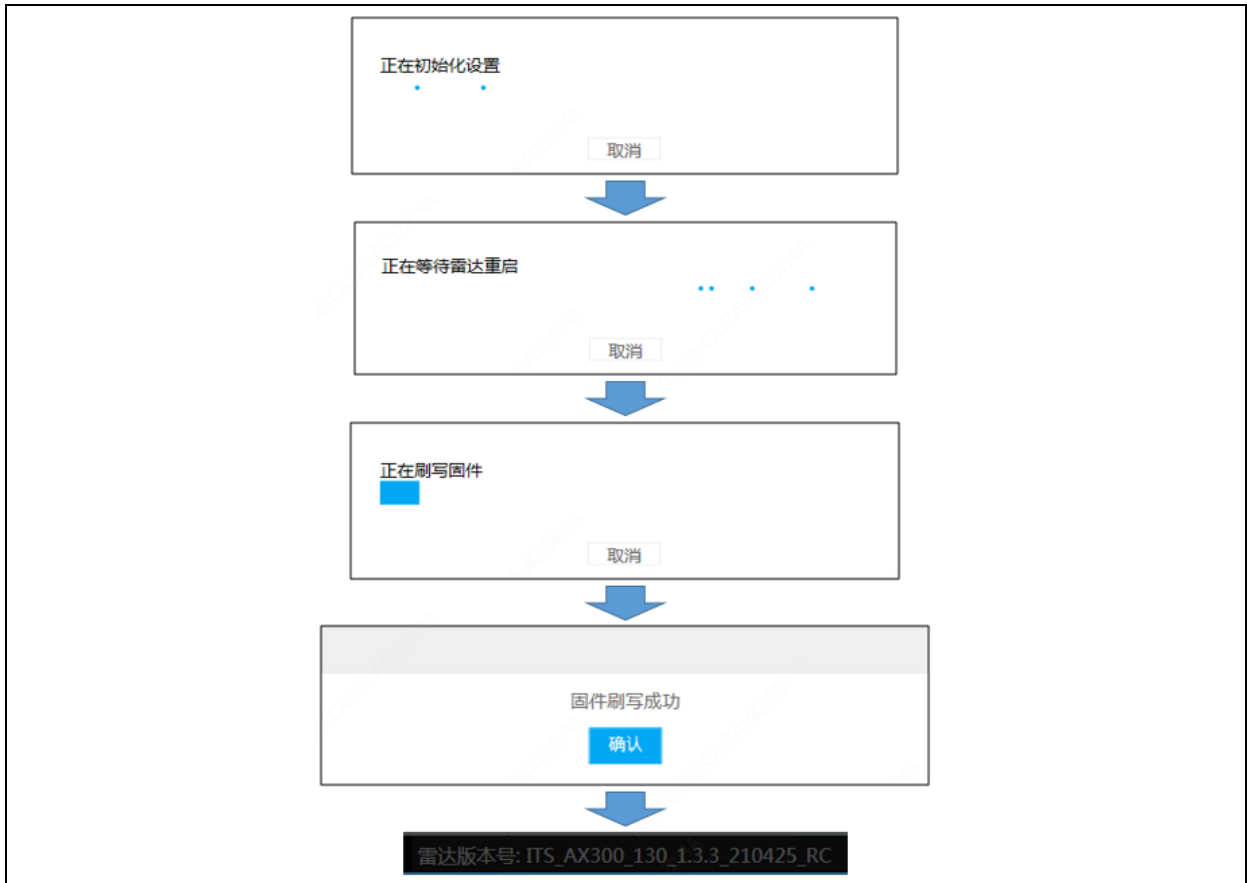 正在初始化设置
取消
正在等待雷达重启
取消
正在刷写固件
取消
固件刷写成功
确认
雷达版本号: ITS_AX300_130_1.3.3_210425_RC